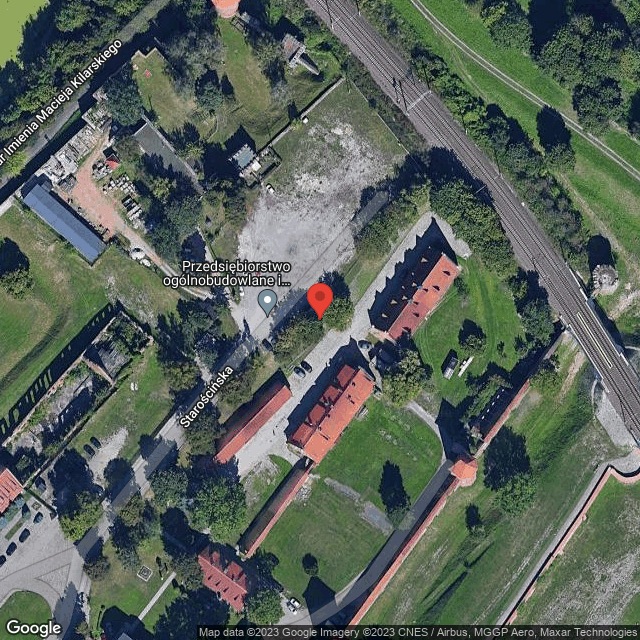 ar Imienia Macieja Kilarskiego
Przedsiębiorstwo
ogólnobudowlane i...
Starościńska
Google
Map data ©2023 Google Imagery ©2023 CNES / Airbus, MGGP Aero, Maxar Technologies